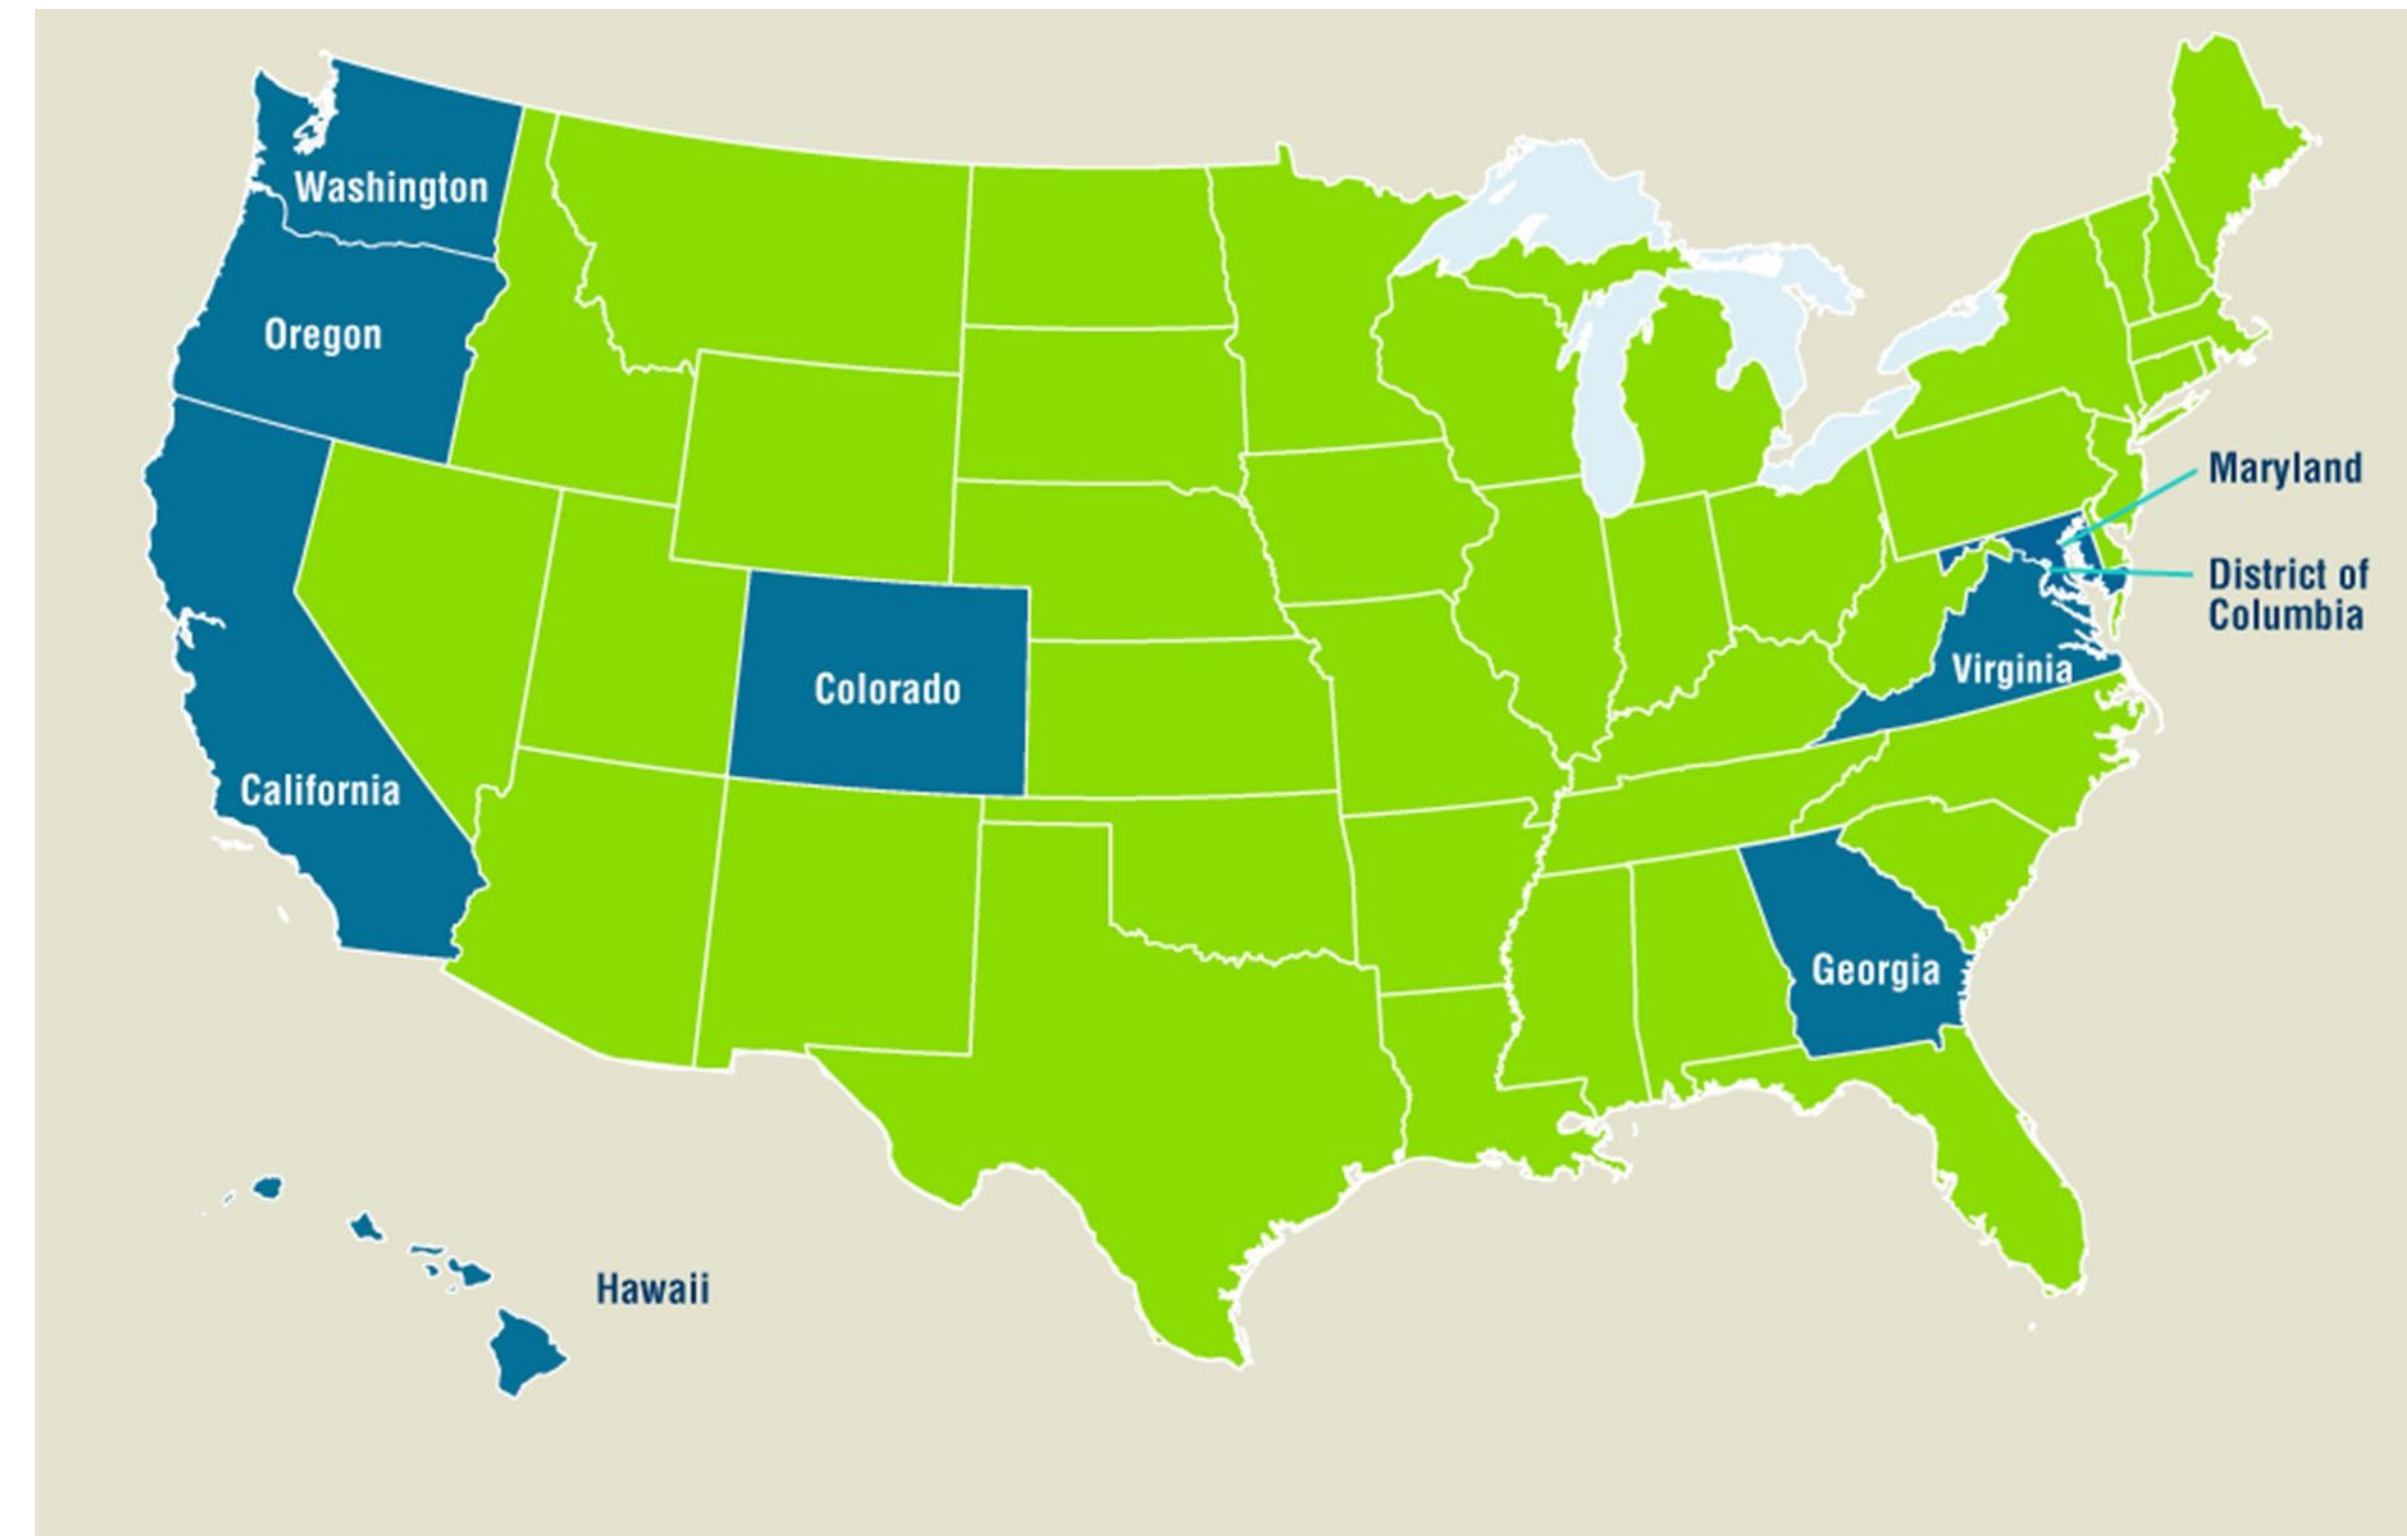 Washington
Oregon
Maryland
District of
Columbia
Virginia
Colorado
California
Georgia
Hawaii